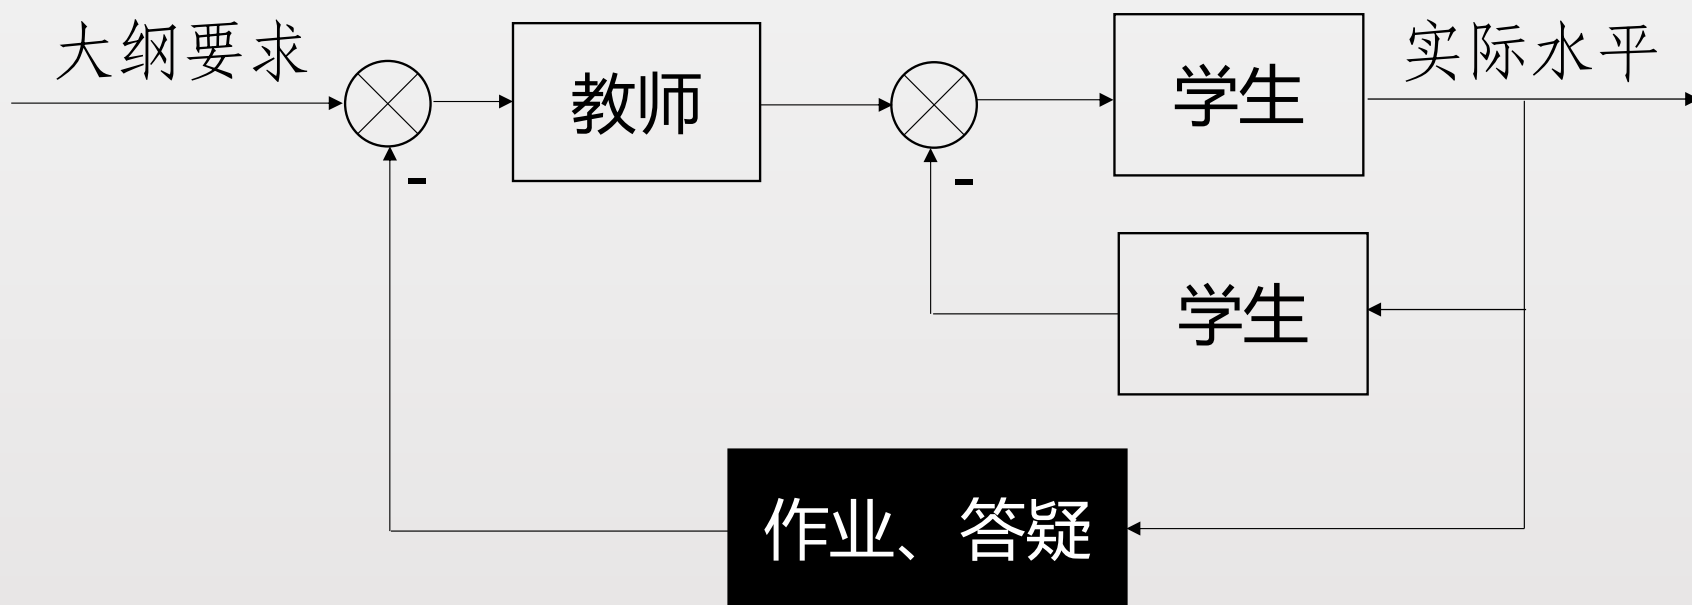 大纲要求
教师
学生
实际水平
-
-
学生
作业、答疑